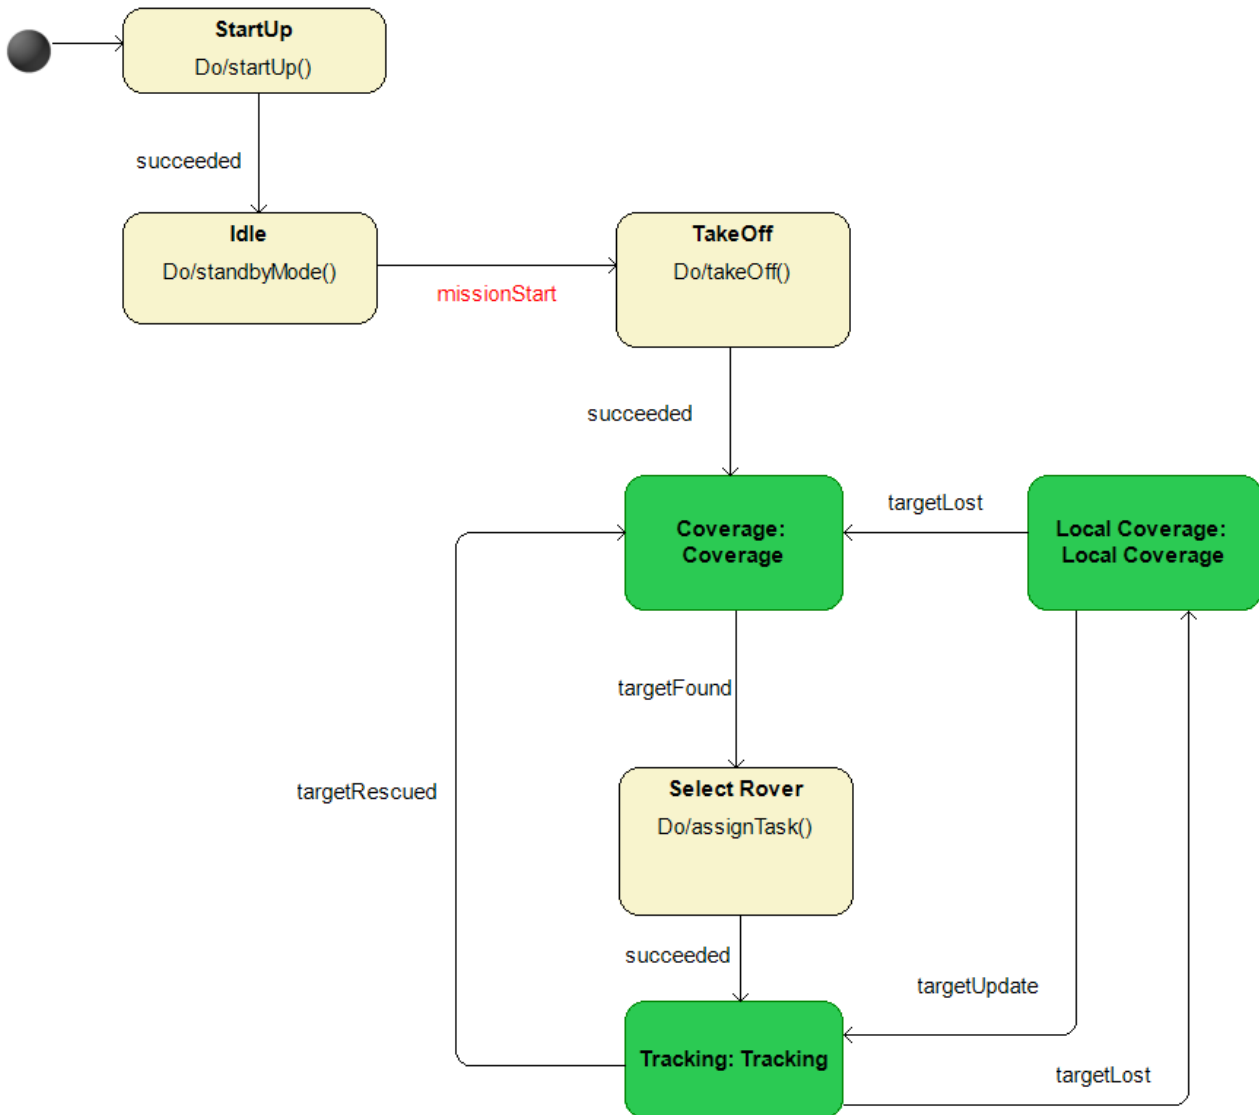 StartUp
Do/startUp()
succeeded
Idle
Do/standbyMode()
missionStart
TakeOff
Do/takeOff()
succeeded
Coverage:
Coverage
targetLost
Local Coverage:
Local Coverage
targetFound
targetRescued
Select Rover
Do/assignTask()
succeeded
targetUpdate
Tracking: Tracking
targetLost